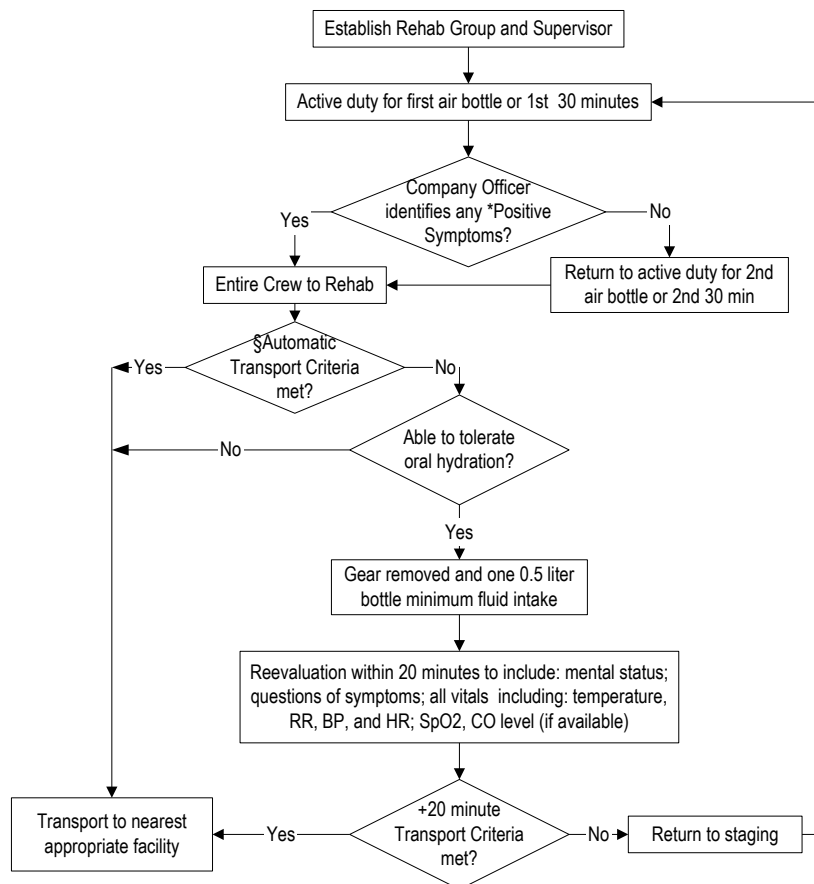 Establish Rehab Group and Supervisor
Active duty for first air bottle or 1st 30 minutes
Company Officer
identifies any *Positive
Symptoms?
Yes
No
Entire Crew to Rehab
Return to active duty for 2nd
air bottle or 2nd 30 min
§Automatic
Transport Criteria
met?
Yes
No
Able to tolerate
oral hydration?
No
Yes
Gear removed and one 0.5 liter
bottle minimum fluid intake
Reevaluation within 20 minutes to include: mental status;
questions of symptoms; all vitals including: temperature,
RR, BP, and HR; SpO2, CO level (if available)
+20 minute
Transport Criteria
met?
Yes
No
Transport to nearest
appropriate facility
Return to staging